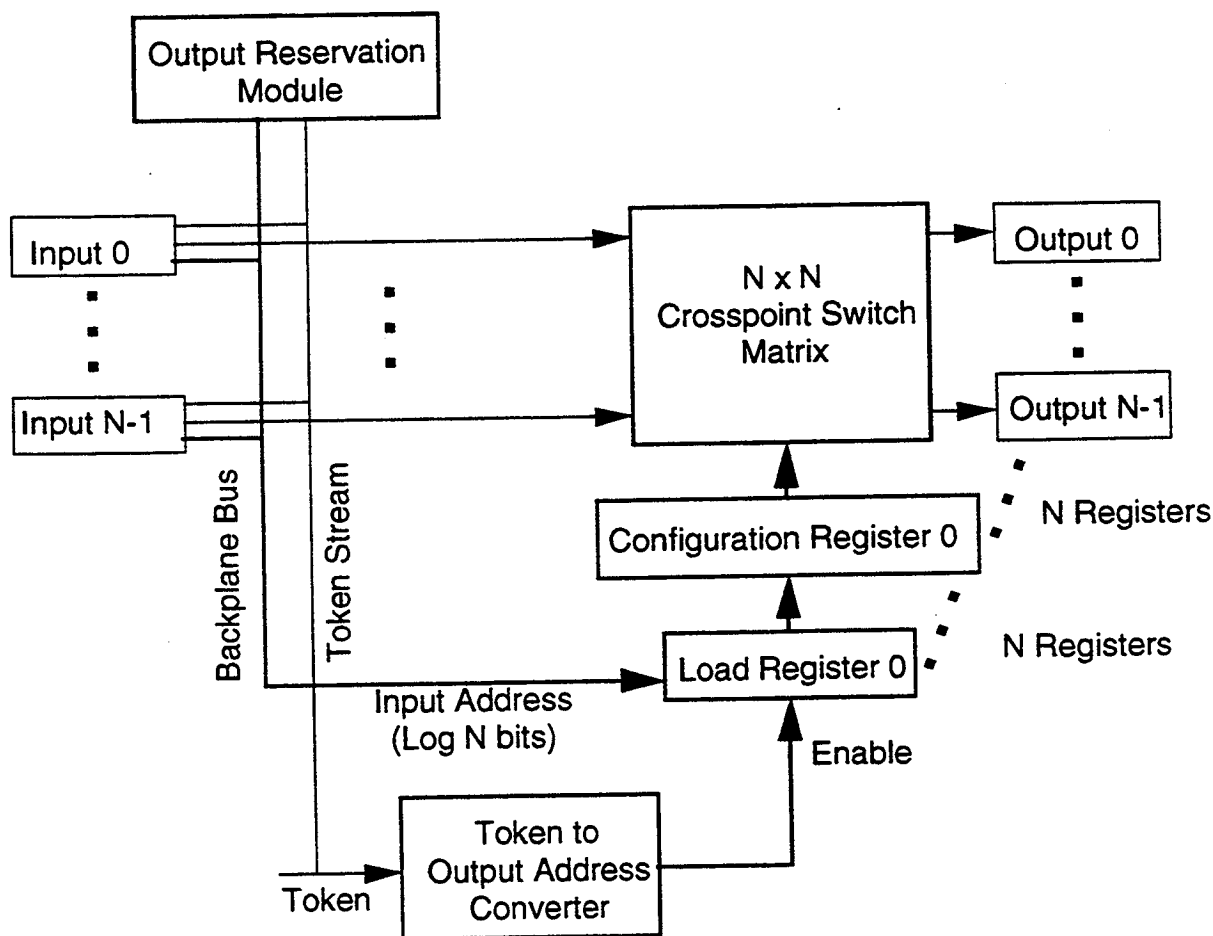 Output Reservation
Module
Input 0
N x N
Crosspoint Switch
Matrix
Output 0
Input N-1
Output N-1
Backplane Bus
Token Stream
Configuration Register 0
N Registers
Load Register 0
N Registers
Input Address
(Log N bits)
Enable
Token to
Output Address
Converter
Token